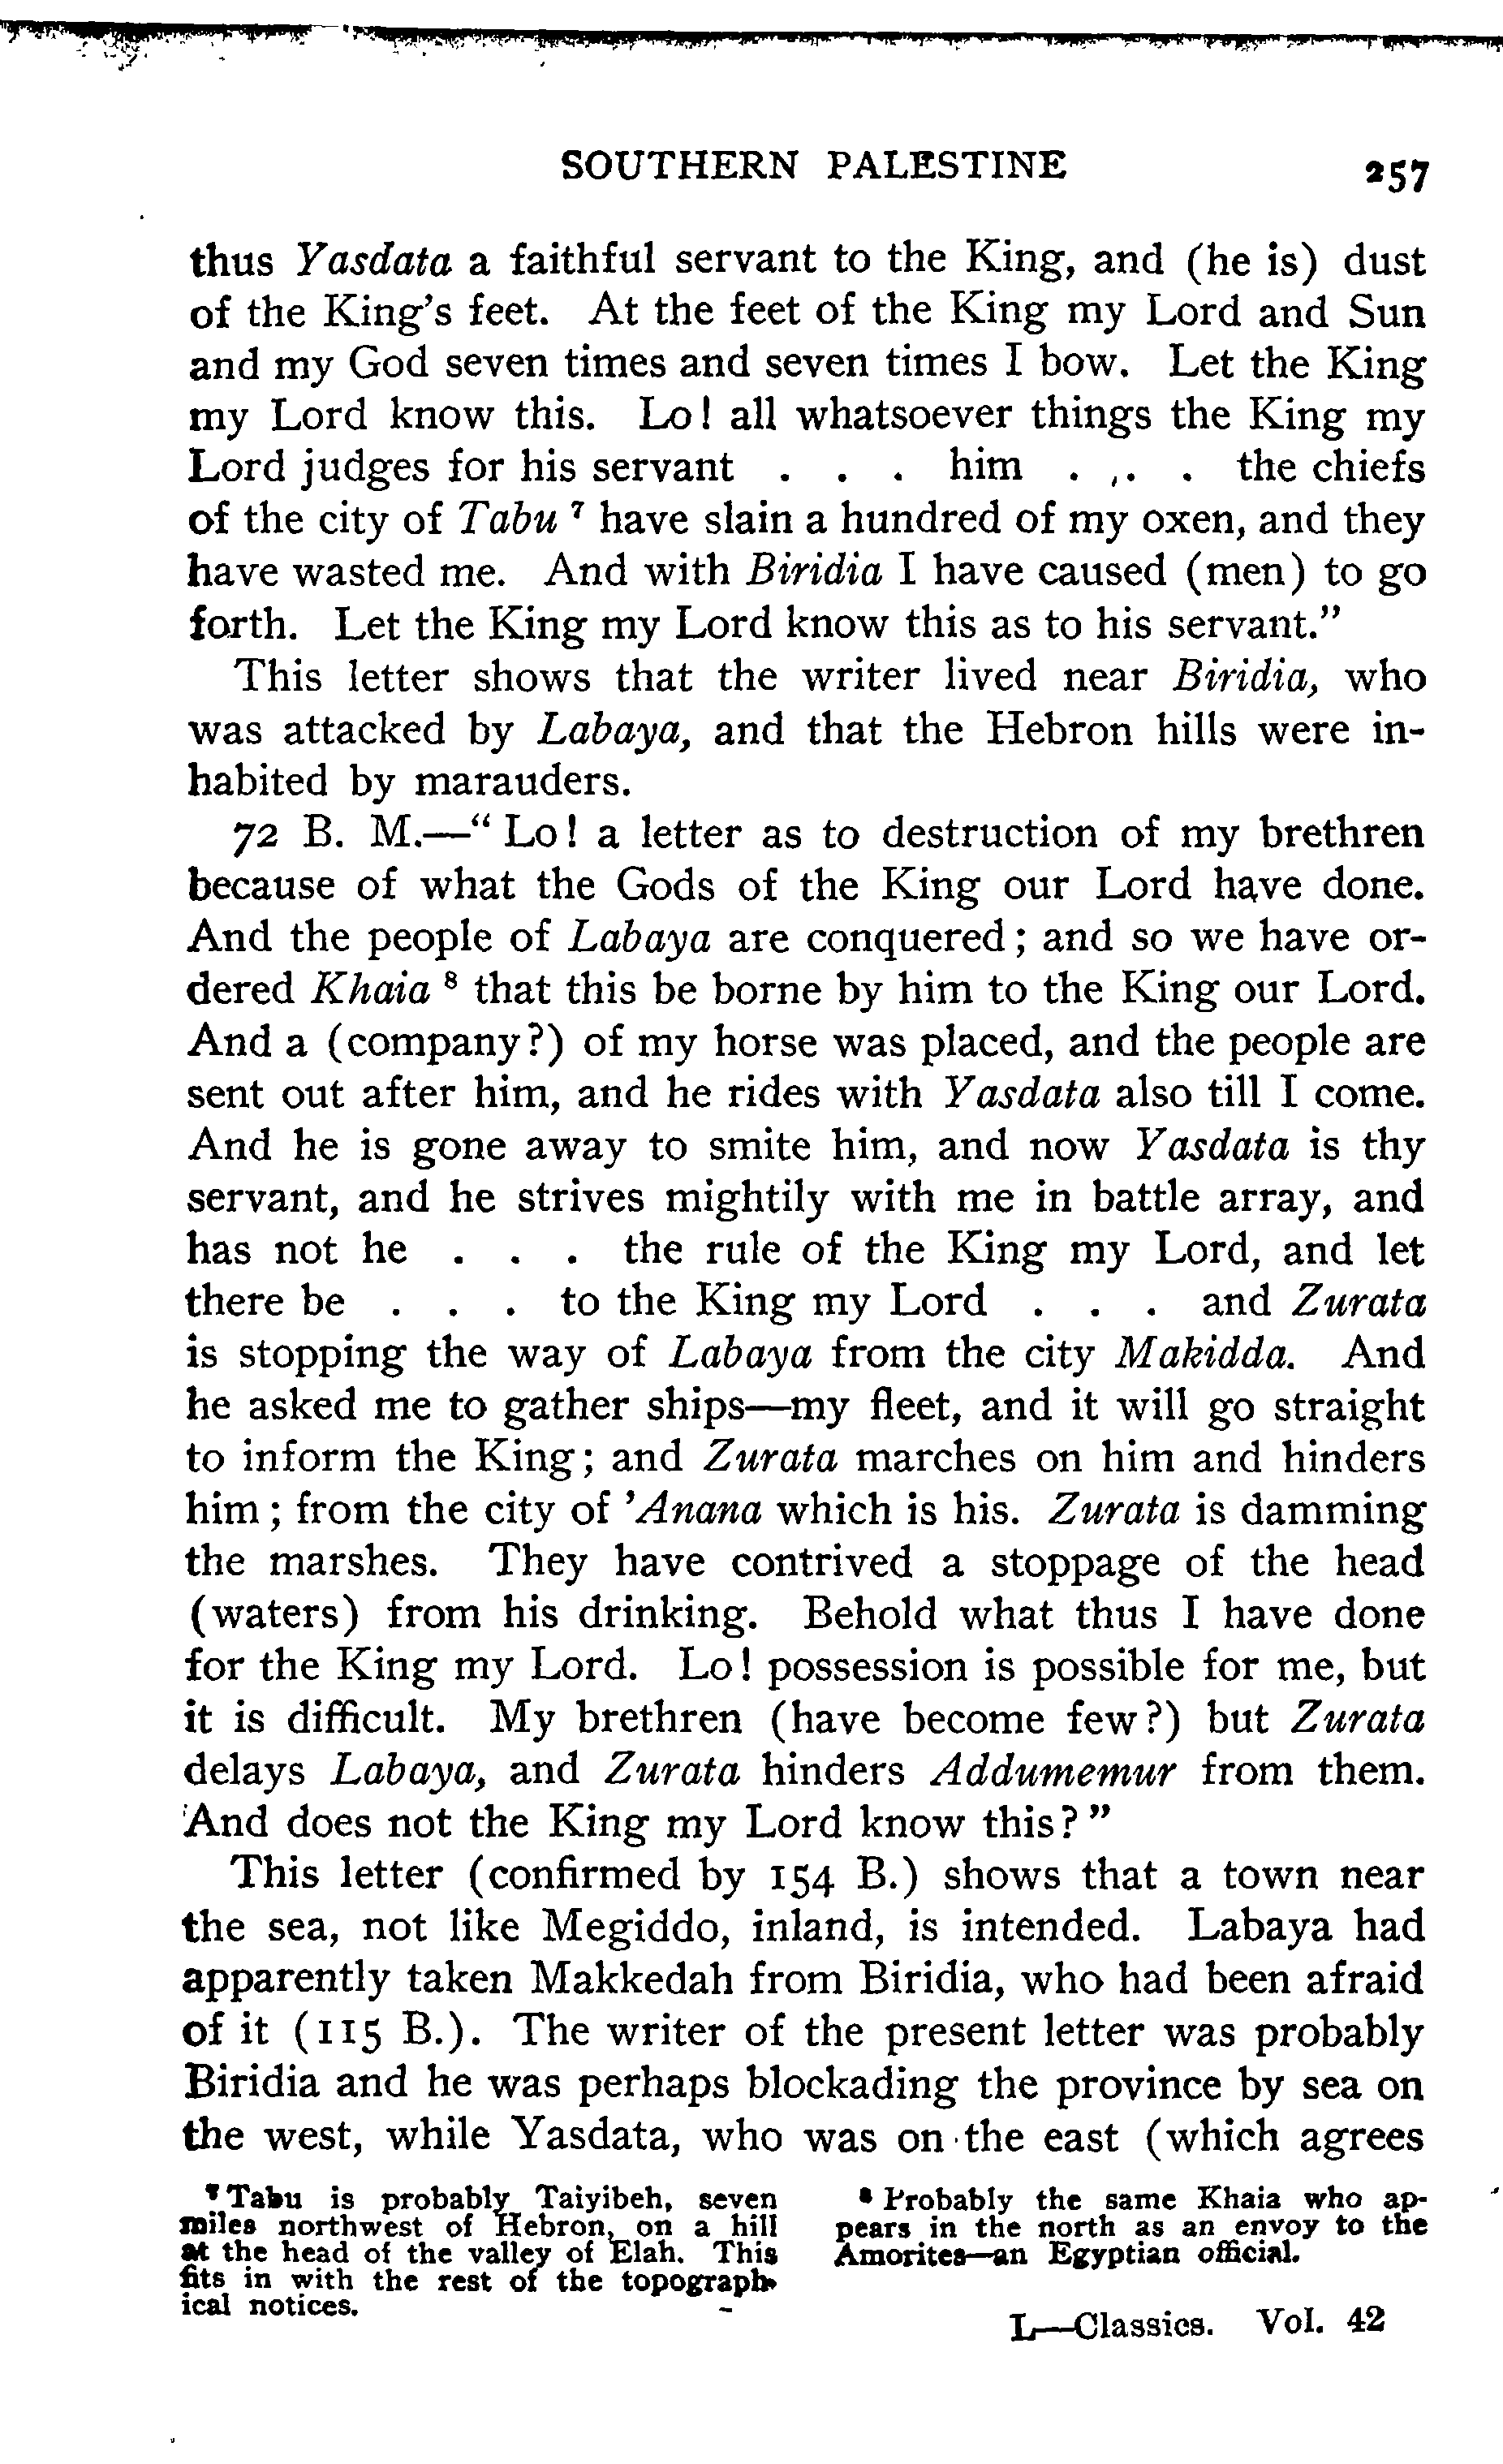 SOUTHERN PALESTINE 257
thus Yasdata a faithful servant to the King, and (he is) dust
of the King's feet. At the feet of the King my Lord and Sun
and my God seven times and seven times I bow. Let the King
my Lord know this. Lo! all whatsoever things the King my
Lord judges for his servant . . . him . . . the chiefs
of the city of Tabu ⁷ have slain a hundred of my oxen, and they
have wasted me. And with Biridia I have caused (men) to go
forth. Let the King my Lord know this as to his servant."
This letter shows that the writer lived near Biridia, who
was attacked by Labaya, and that the Hebron hills were in-
habited by marauders.
72 B. M.—"Lo! a letter as to destruction of my brethren
because of what the Gods of the King our Lord have done.
And the people of Labaya are conquered; and so we have or-
dered Khaia ⁸ that this be borne by him to the King our Lord.
And a (company?) of my horse was placed, and the people are
sent out after him, and he rides with Yasdata also till I come.
And he is gone away to smite him, and now Yasdata is thy
servant, and he strives mightily with me in battle array, and
has not he . . . the rule of the King my Lord, and let
there be . . . to the King my Lord . . . and Zurata
is stopping the way of Labaya from the city Makidda. And
he asked me to gather ships—my fleet, and it will go straight
to inform the King; and Zurata marches on him and hinders
him; from the city of 'Anana which is his. Zurata is damming
the marshes. They have contrived a stoppage of the head
(waters) from his drinking. Behold what thus I have done
for the King my Lord. Lo! possession is possible for me, but
it is difficult. My brethren (have become few?) but Zurata
delays Labaya, and Zurata hinders Addumemur from them.
And does not the King my Lord know this?"
This letter (confirmed by 154 B.) shows that a town near
the sea, not like Megiddo, inland, is intended. Labaya had
apparently taken Makkedah from Biridia, who had been afraid
of it (115 B.). The writer of the present letter was probably
Biridia and he was perhaps blockading the province by sea on
the west, while Yasdata, who was on the east (which agrees
⁷ Tabu is probably Taiyibeh, seven
miles northwest of Hebron, on a hill
at the head of the valley of Elah. This
fits in with the rest of the topograph-
ical notices.
⁸ Probably the same Khaia who ap-
pears in the north as an envoy to the
Amorites—an Egyptian official.
L—Classics. Vol. 42